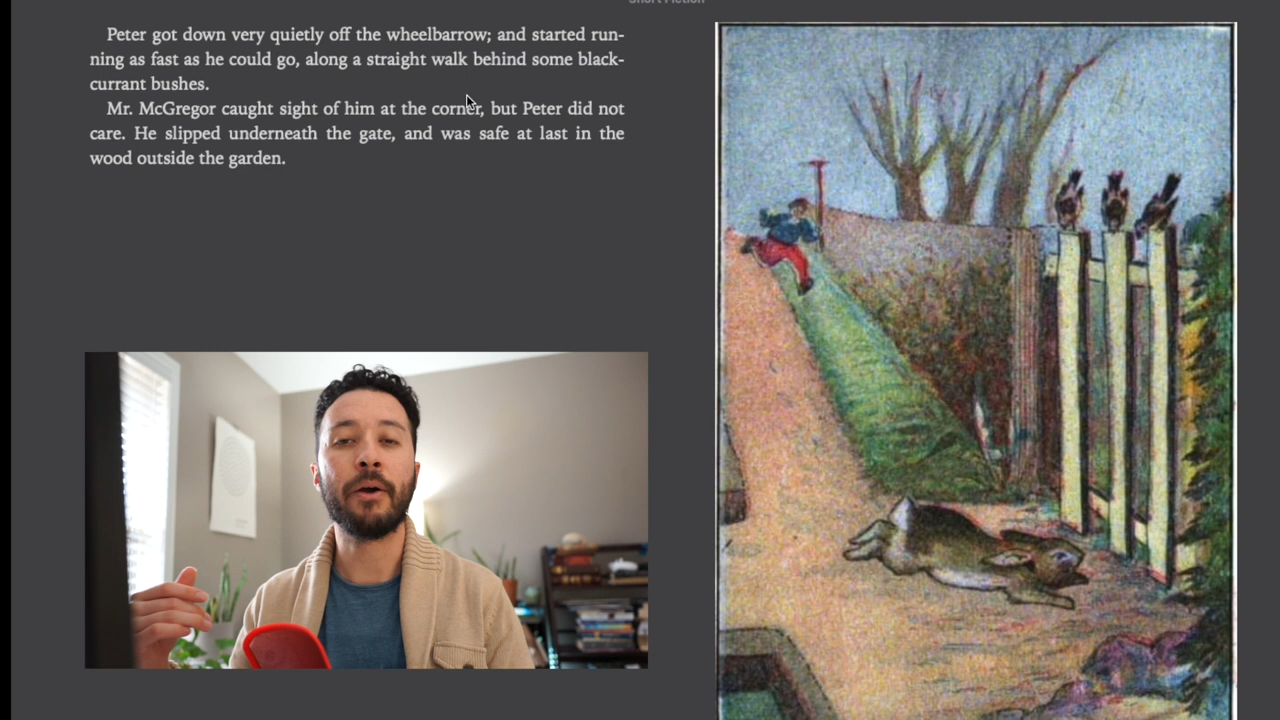 Short Fiction
Peter got down very quietly off the wheelbarrow; and started run-
ning as fast as he could go, along a straight walk behind some black-
currant bushes.
Mr. McGregor caught sight of him at the corner, but Peter did not
care. He slipped underneath the gate, and was safe at last in the
wood outside the garden.